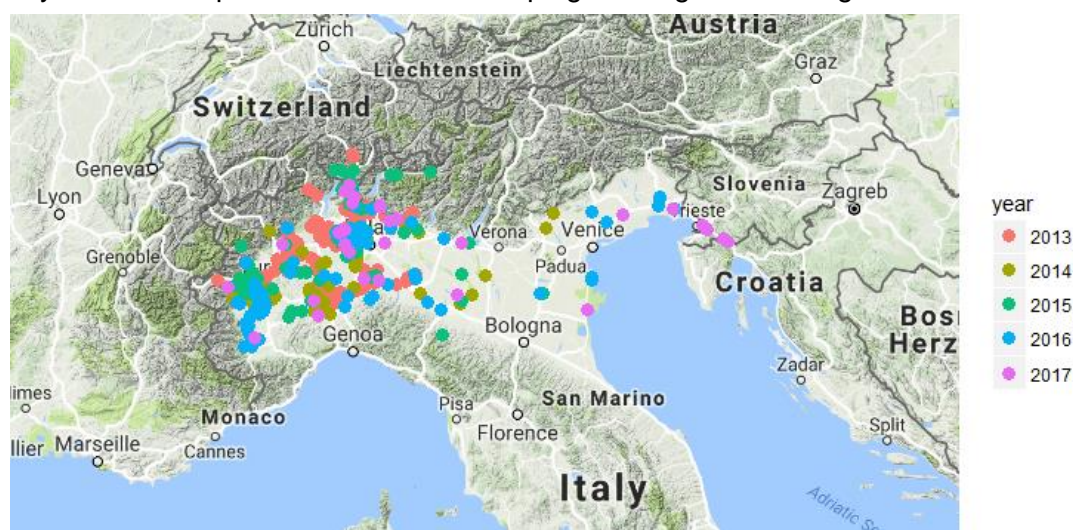 Austria
Zürich
Graz
Liechtenstein
Switzerland
Geneva
Slovenia
Zagreb
Lyon
year
Verona
Venice
2013
Grenoble
Padua
2014
Croatia
2015
Genoa
Bologna
2016
Zadar
2017
Pisa
San Marino
Monaco
Florence
Split
Marseille
Cannes
Italy
Adriatic